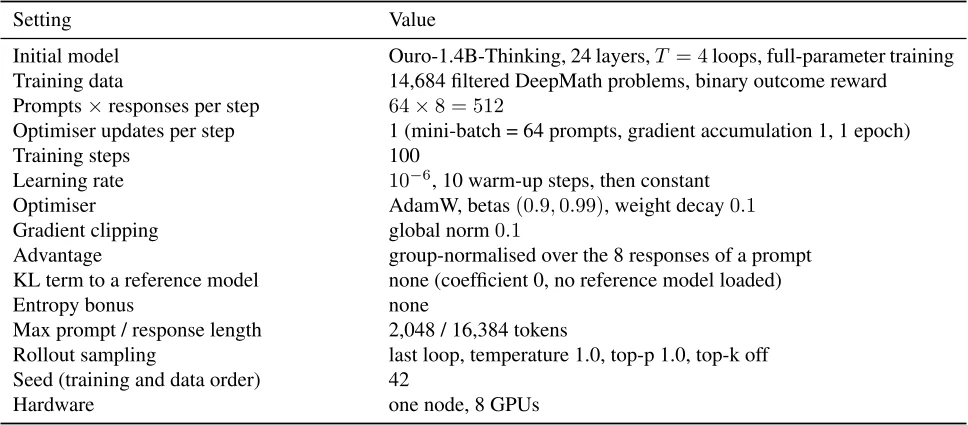 Setting Value
Initial model Ouro-1.4B-Thinking, 24 layers, T = 4 loops, full-parameter training
Training data 14,684 filtered DeepMath problems, binary outcome reward
Prompts × responses per step 64 × 8 = 512
Optimiser updates per step 1 (mini-batch = 64 prompts, gradient accumulation 1, 1 epoch)
Training steps 100
Learning rate 10⁻⁶, 10 warm-up steps, then constant
Optimiser AdamW, betas (0.9, 0.99), weight decay 0.1
Gradient clipping global norm 0.1
Advantage group-normalised over the 8 responses of a prompt
KL term to a reference model none (coefficient 0, no reference model loaded)
Entropy bonus none
Max prompt / response length 2,048 / 16,384 tokens
Rollout sampling last loop, temperature 1.0, top-p 1.0, top-k off
Seed (training and data order) 42
Hardware one node, 8 GPUs